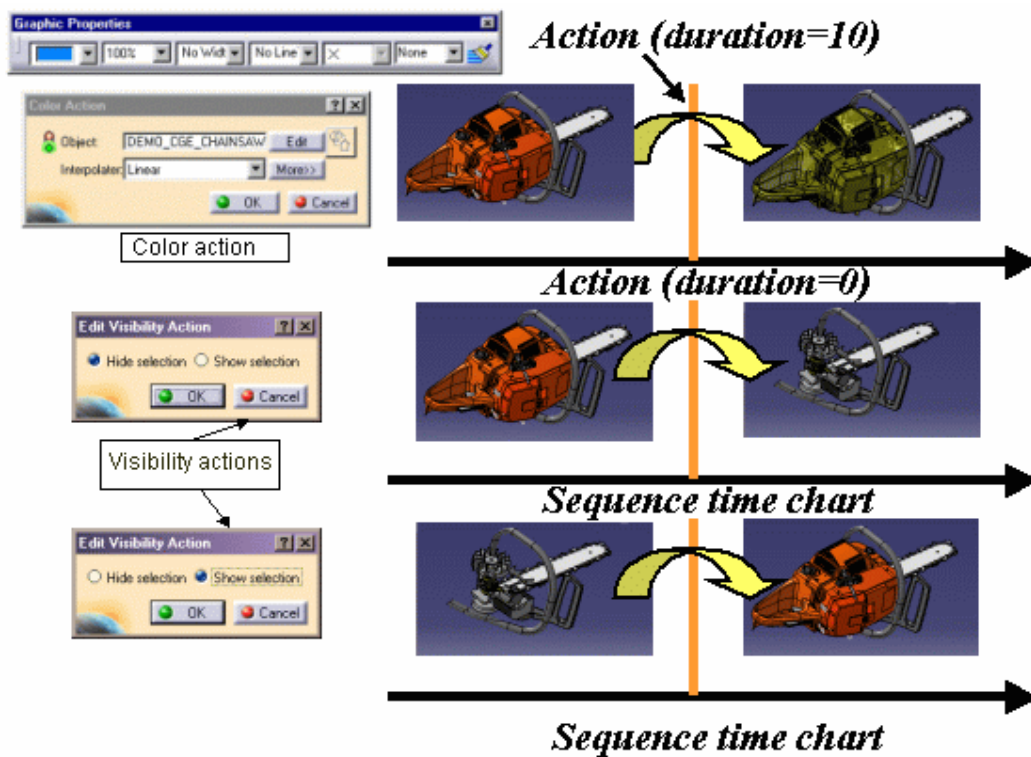 Graphic Properties
100%
No Widt
No Line
None
Action (duration=10)
Color Action
Object:
DEMO_CGE_CHAINSAW
Edit
Interpolater:
Linear
More>>
OK
Cancel
Color action
Action (duration=0)
Edit Visibility Action
Hide selection
Show selection
OK
Cancel
Visibility actions
Sequence time chart
Edit Visibility Action
Hide selection
Show selection
OK
Cancel
Sequence time chart